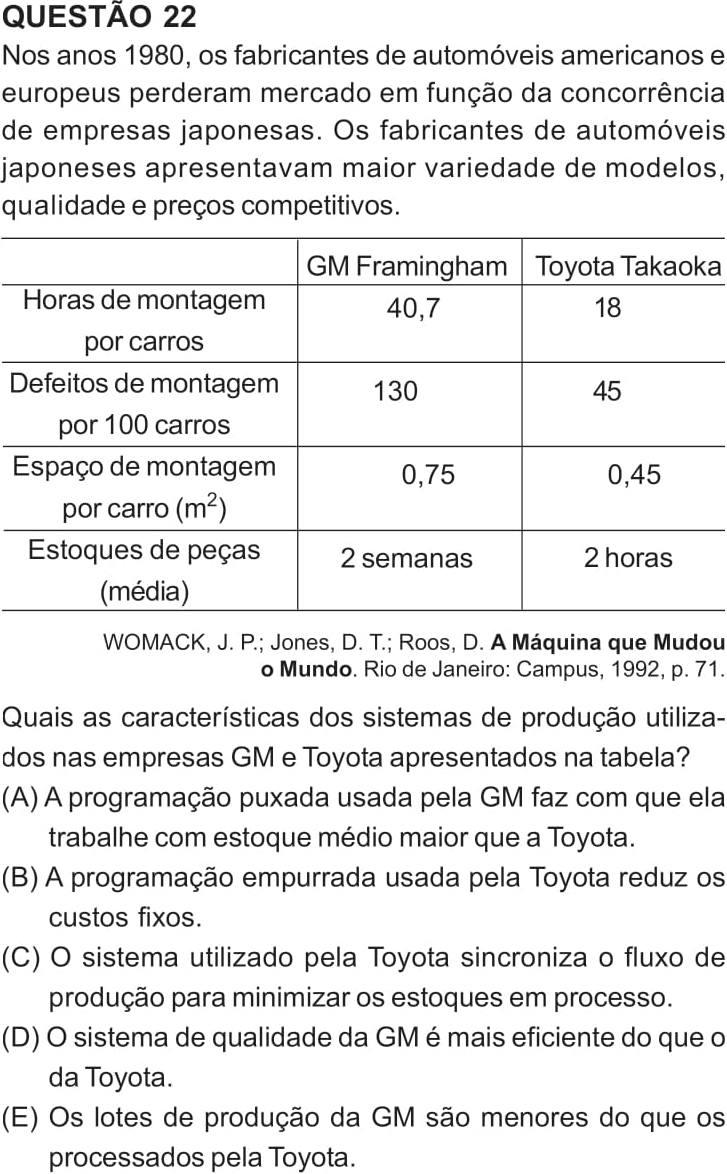 QUESTÃO 22
Nos anos 1980, os fabricantes de automóveis americanos e
europeus perderam mercado em função da concorrência
de empresas japonesas. Os fabricantes de automóveis
japoneses apresentavam maior variedade de modelos,
qualidade e preços competitivos.
GM Framingham Toyota Takaoka
Horas de montagem
por carros 40,7 18
Defeitos de montagem
por 100 carros 130 45
Espaço de montagem
por carro (m²) 0,75 0,45
Estoques de peças
(média) 2 semanas 2 horas
WOMACK, J. P.; Jones, D. T.; Roos, D. A Máquina que Mudou
o Mundo. Rio de Janeiro: Campus, 1992, p. 71.
Quais as características dos sistemas de produção utiliza-
dos nas empresas GM e Toyota apresentados na tabela?
(A) A programação puxada usada pela GM faz com que ela
trabalhe com estoque médio maior que a Toyota.
(B) A programação empurrada usada pela Toyota reduz os
custos fixos.
(C) O sistema utilizado pela Toyota sincroniza o fluxo de
produção para minimizar os estoques em processo.
(D) O sistema de qualidade da GM é mais eficiente do que o
da Toyota.
(E) Os lotes de produção da GM são menores do que os
processados pela Toyota.